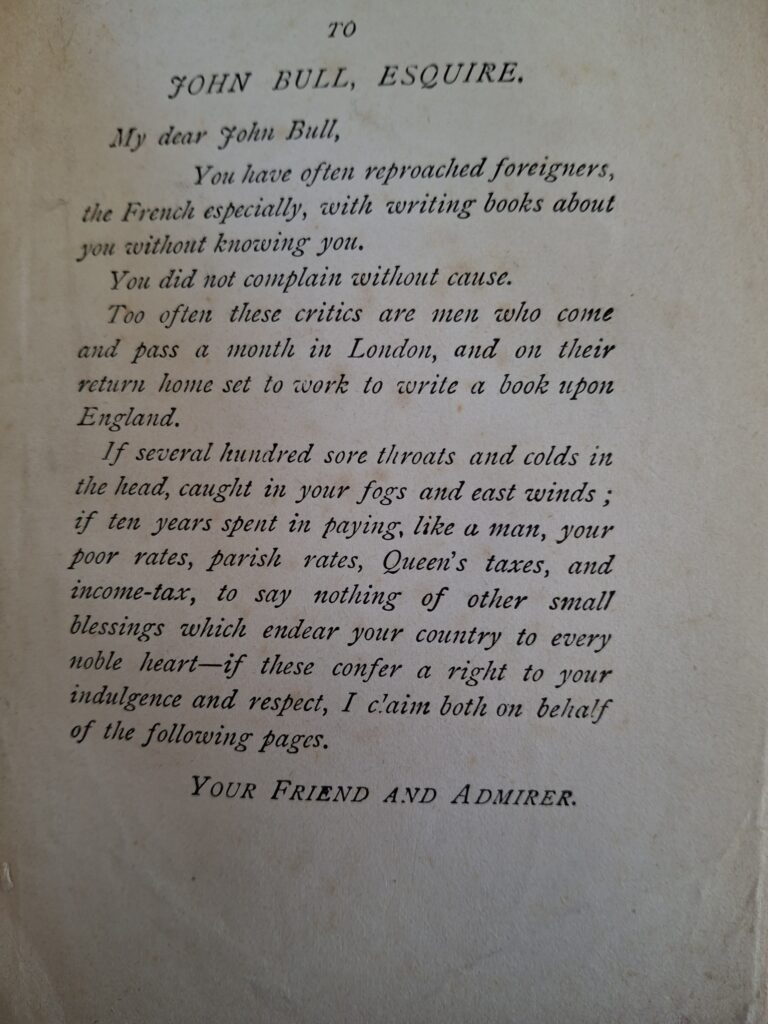 TO
JOHN BULL, ESQUIRE.
My dear John Bull,
You have often reproached foreigners,
the French especially, with writing books about
you without knowing you.
You did not complain without cause.
Too often these critics are men who come
and pass a month in London, and on their
return home set to work to write a book upon
England.
If several hundred sore throats and colds in
the head, caught in your fogs and east winds ;
if ten years spent in paying, like a man, your
poor rates, parish rates, Queen's taxes, and
income-tax, to say nothing of other small
blessings which endear your country to every
noble heart—if these confer a right to your
indulgence and respect, I claim both on behalf
of the following pages.
YOUR FRIEND AND ADMIRER.